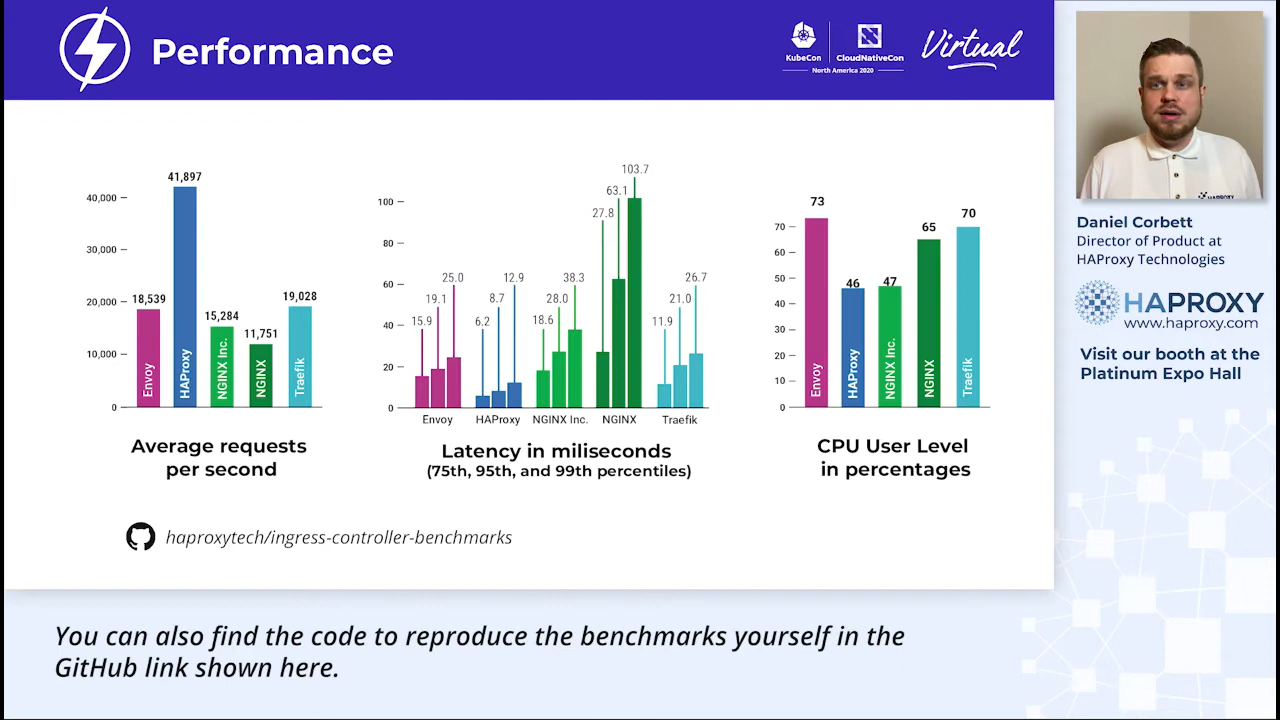 Performance
KubeCon
CloudNativeCon
North America 2020
Virtual
40,000
30,000
20,000
10,000
0
18,539
41,897
15,284
11,751
19,028
Envoy
HAProxy
NGINX Inc.
NGINX
Traefik
Average requests
per second
100
80
60
40
20
0
15.9
19.1
25.0
6.2
8.7
12.9
18.6
28.0
38.3
27.8
63.1
103.7
11.9
21.0
26.7
Envoy
HAProxy
NGINX Inc.
NGINX
Traefik
Latency in miliseconds
(75th, 95th, and 99th percentiles)
70
60
50
40
30
20
10
0
73
46
47
65
70
Envoy
HAProxy
NGINX Inc.
NGINX
Traefik
CPU User Level
in percentages
haproxytech/ingress-controller-benchmarks
You can also find the code to reproduce the benchmarks yourself in the
GitHub link shown here.
HAPROXY
Daniel Corbett
Director of Product at
HAProxy Technologies
HAPROXY
www.haproxy.com
Visit our booth at the
Platinum Expo Hall